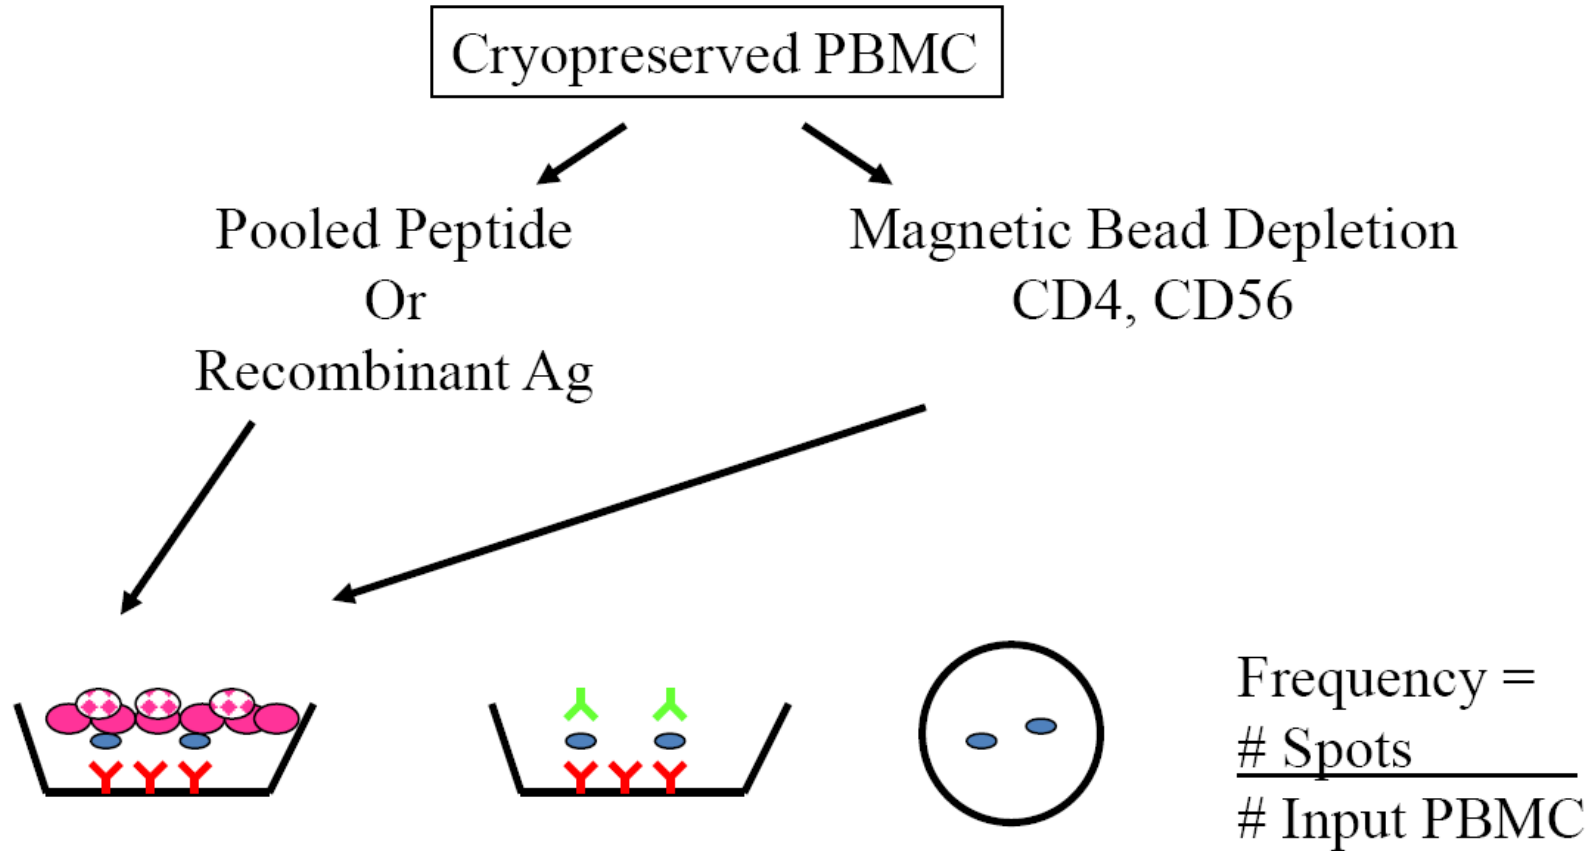 Cryopreserved PBMC
Pooled Peptide
Or
Recombinant Ag
Magnetic Bead Depletion
CD4, CD56
Frequency =
# Spots
# Input PBMC